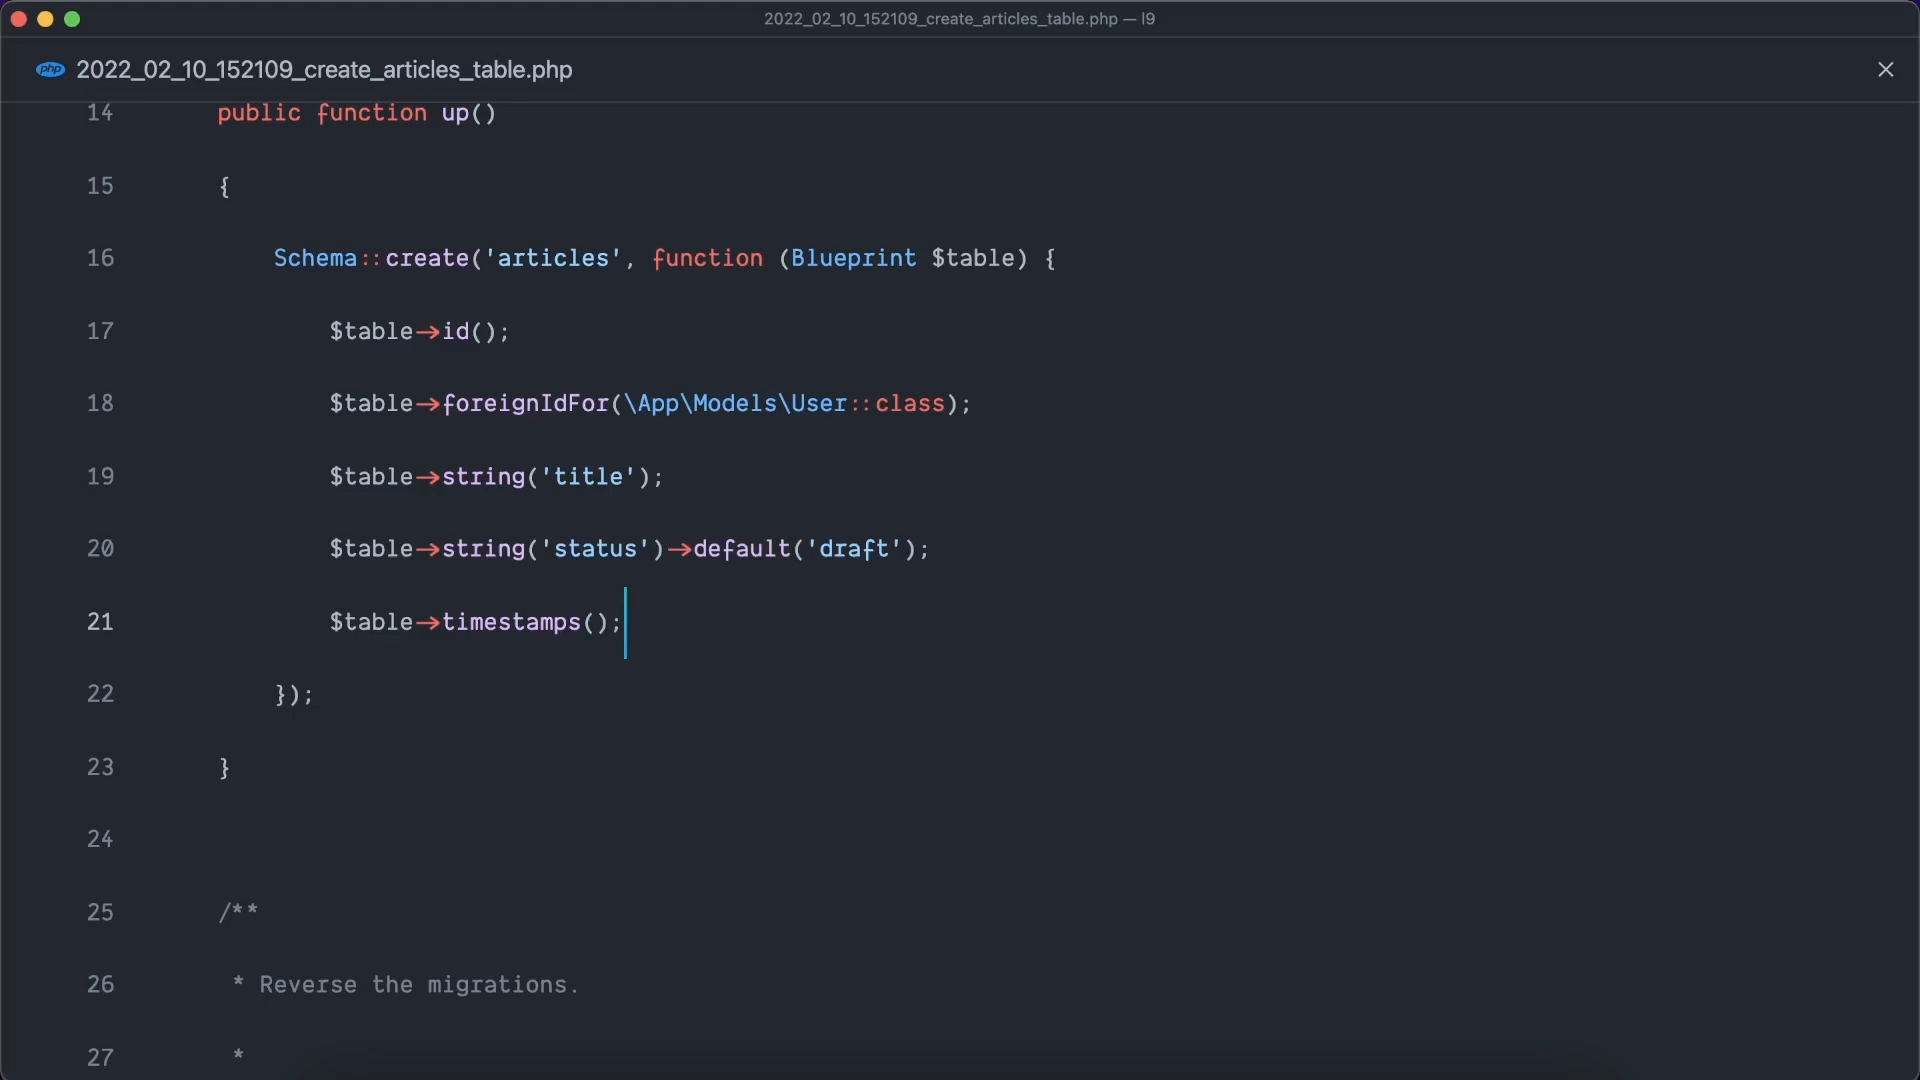 2022_02_10_152109_create_articles_table.php — l9
php 2022_02_10_152109_create_articles_table.php
14 public function up()
15 {
16 Schema::create('articles', function (Blueprint $table) {
17 $table->id();
18 $table->foreignIdFor(\App\Models\User::class);
19 $table->string('title');
20 $table->string('status')->default('draft');
21 $table->timestamps();
22 });
23 }
24
25 /**
26 * Reverse the migrations.
27 *